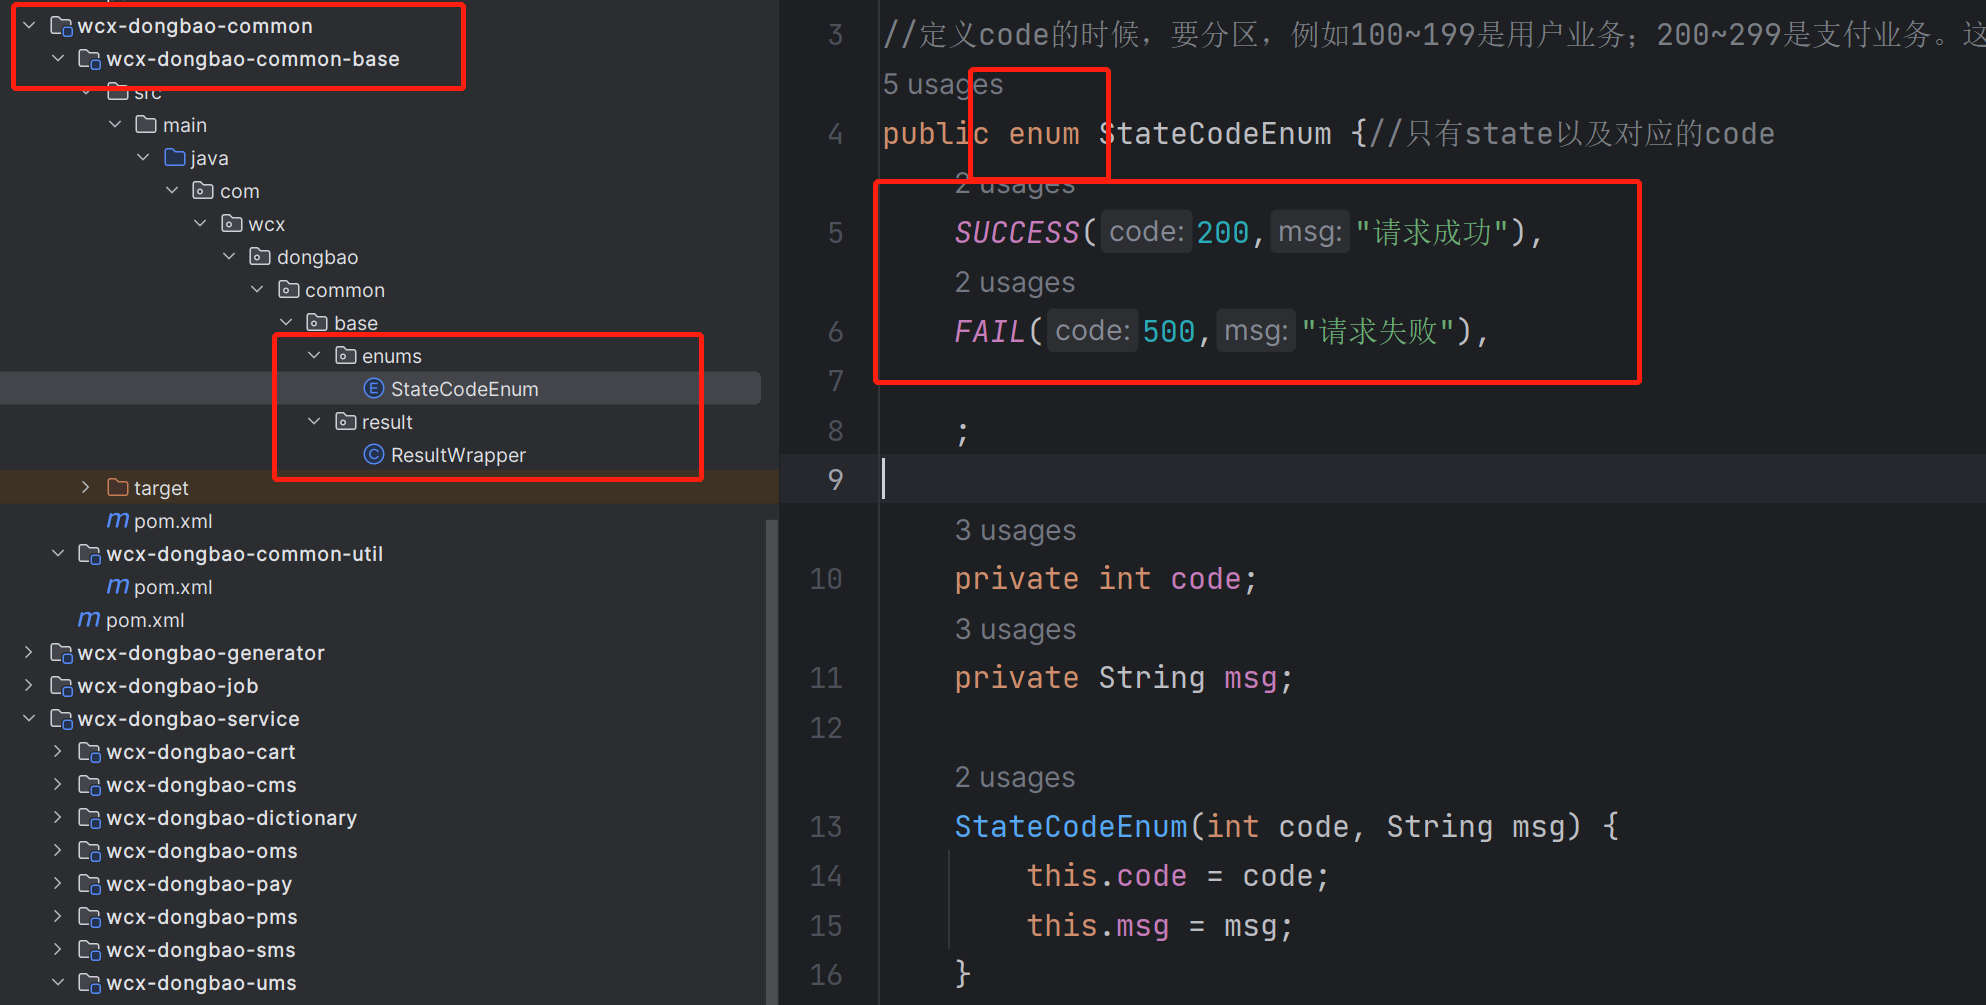 wcx-dongbao-common
wcx-dongbao-common-base
src
main
java
com
wcx
dongbao
common
base
enums
StateCodeEnum
result
ResultWrapper
target
pom.xml
wcx-dongbao-common-util
pom.xml
pom.xml
wcx-dongbao-generator
wcx-dongbao-job
wcx-dongbao-service
wcx-dongbao-cart
wcx-dongbao-cms
wcx-dongbao-dictionary
wcx-dongbao-oms
wcx-dongbao-pay
wcx-dongbao-pms
wcx-dongbao-sms
wcx-dongbao-ums
3 //定义code的时候，要分区，例如100~199是用户业务；200~299是支付业务。这
5 usages
4 public enum StateCodeEnum {//只有state以及对应的code
2 usages
5 SUCCESS( code: 200, msg: "请求成功"),
2 usages
6 FAIL( code: 500, msg: "请求失败"),
7
8 ;
9
3 usages
10 private int code;
3 usages
11 private String msg;
12
2 usages
13 StateCodeEnum(int code, String msg) {
14 this.code = code;
15 this.msg = msg;
16 }